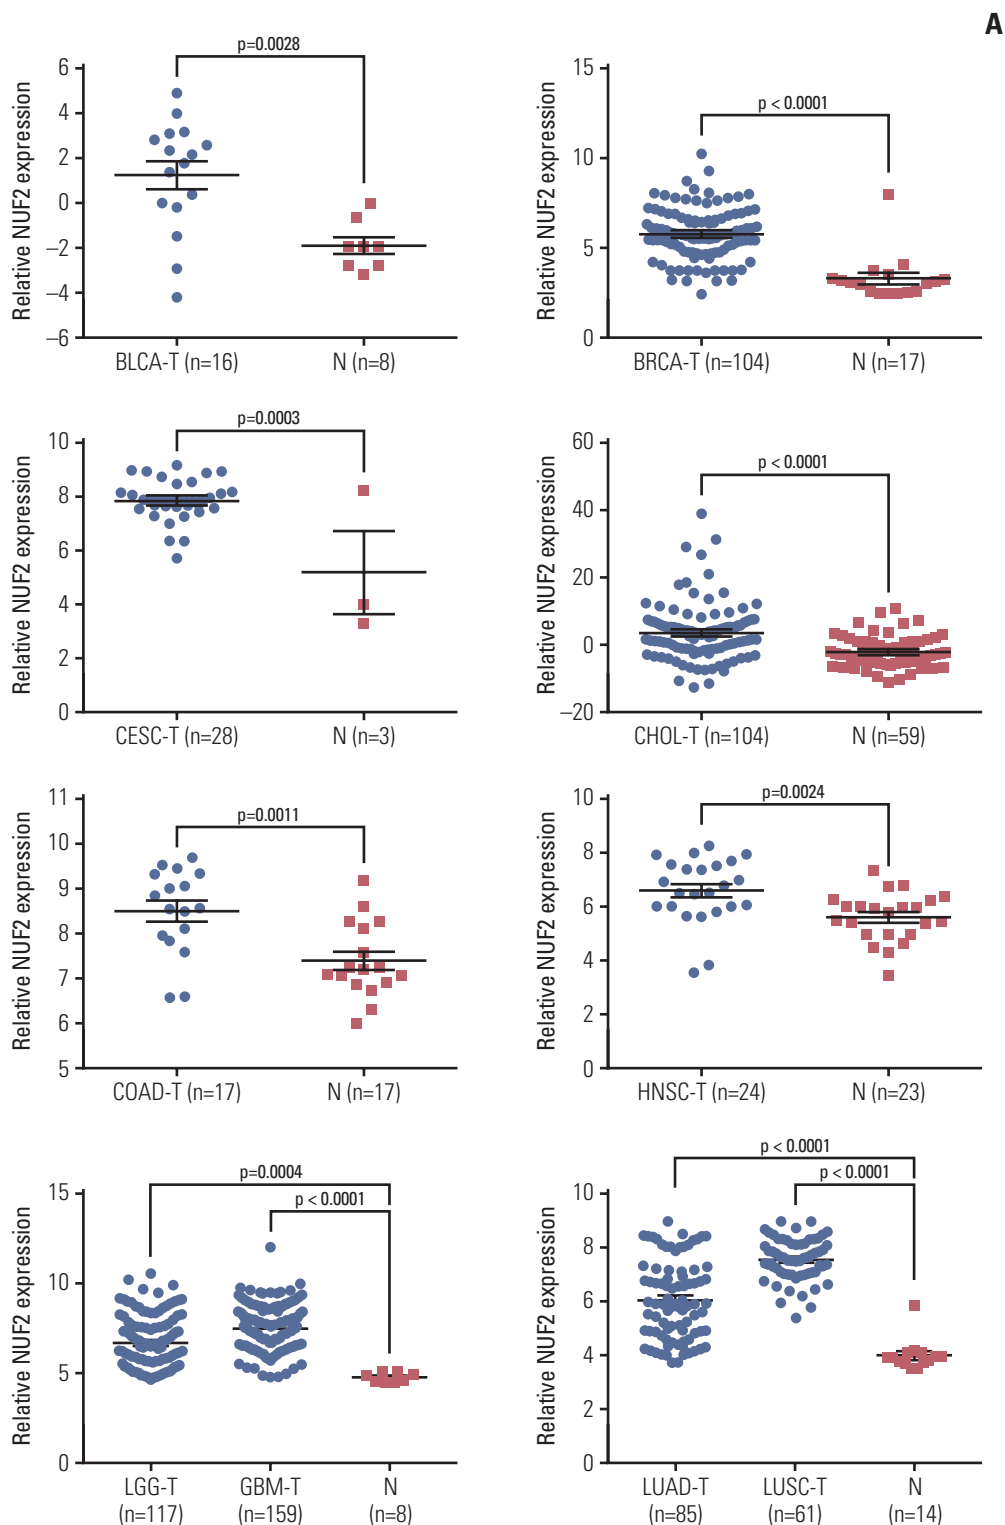 A
p=0.0028
Relative NUF2 expression
6
4
2
0
–2
–4
–6
BLCA-T (n=16)
N (n=8)
p < 0.0001
Relative NUF2 expression
15
10
5
0
BRCA-T (n=104)
N (n=17)
p=0.0003
Relative NUF2 expression
10
8
6
4
2
0
CESC-T (n=28)
N (n=3)
p < 0.0001
Relative NUF2 expression
60
40
20
0
–20
CHOL-T (n=104)
N (n=59)
p=0.0011
Relative NUF2 expression
11
10
9
8
7
6
5
COAD-T (n=17)
N (n=17)
p=0.0024
Relative NUF2 expression
10
8
6
4
2
0
HNSC-T (n=24)
N (n=23)
p=0.0004
p < 0.0001
Relative NUF2 expression
15
10
5
0
LGG-T
(n=117)
GBM-T
(n=159)
N
(n=8)
p < 0.0001
p < 0.0001
Relative NUF2 expression
10
8
6
4
2
0
LUAD-T
(n=85)
LUSC-T
(n=61)
N
(n=14)